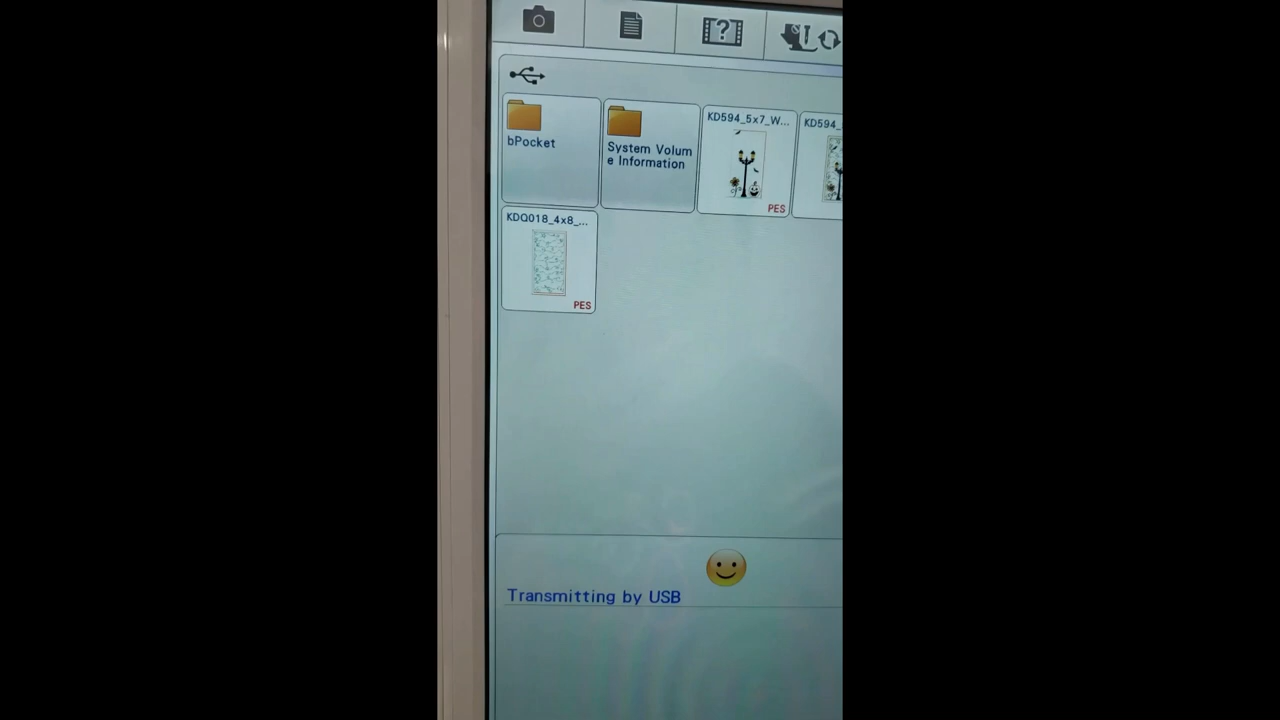 bPocket
System Volum
e Information
KD594_5x7_W...
PES
KD594_
KDQ018_4x8_...
PES
Transmitting by USB